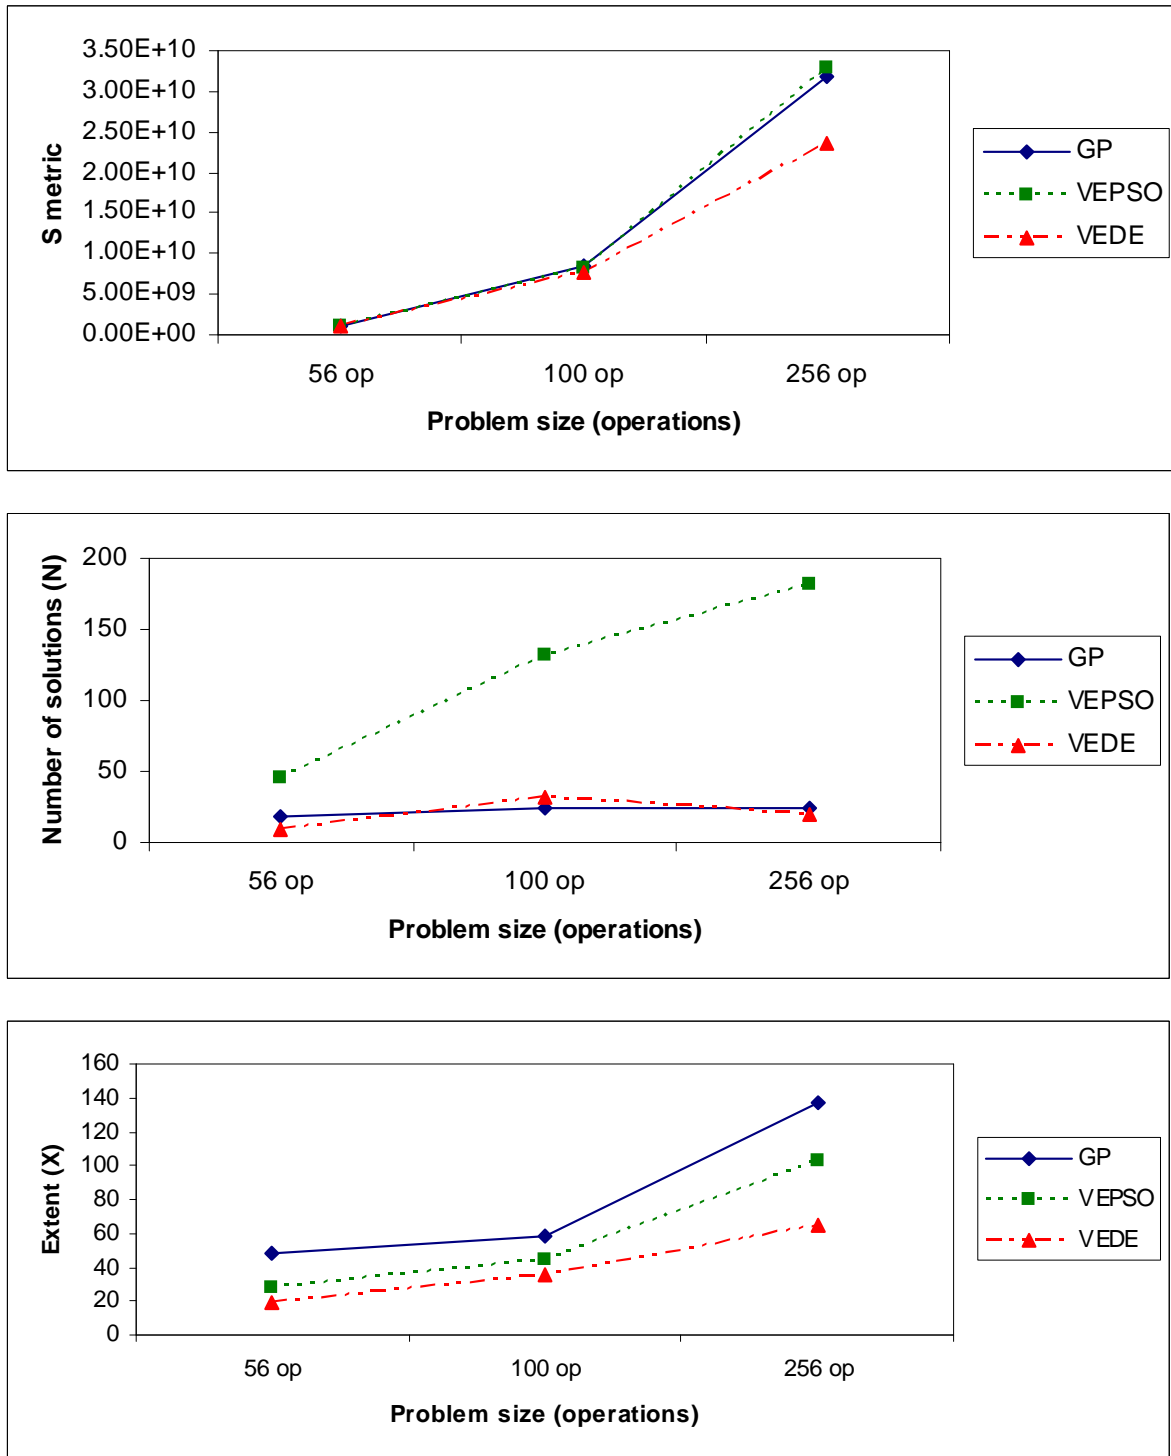 3.50E+10
3.00E+10
2.50E+10
2.00E+10
1.50E+10
1.00E+10
5.00E+09
0.00E+00
S metric
56 op
100 op
256 op
Problem size (operations)
GP
VEPSO
VEDE
200
150
100
50
0
Number of solutions (N)
56 op
100 op
256 op
Problem size (operations)
GP
VEPSO
VEDE
160
140
120
100
80
60
40
20
0
Extent (X)
56 op
100 op
256 op
Problem size (operations)
GP
VEPSO
VEDE